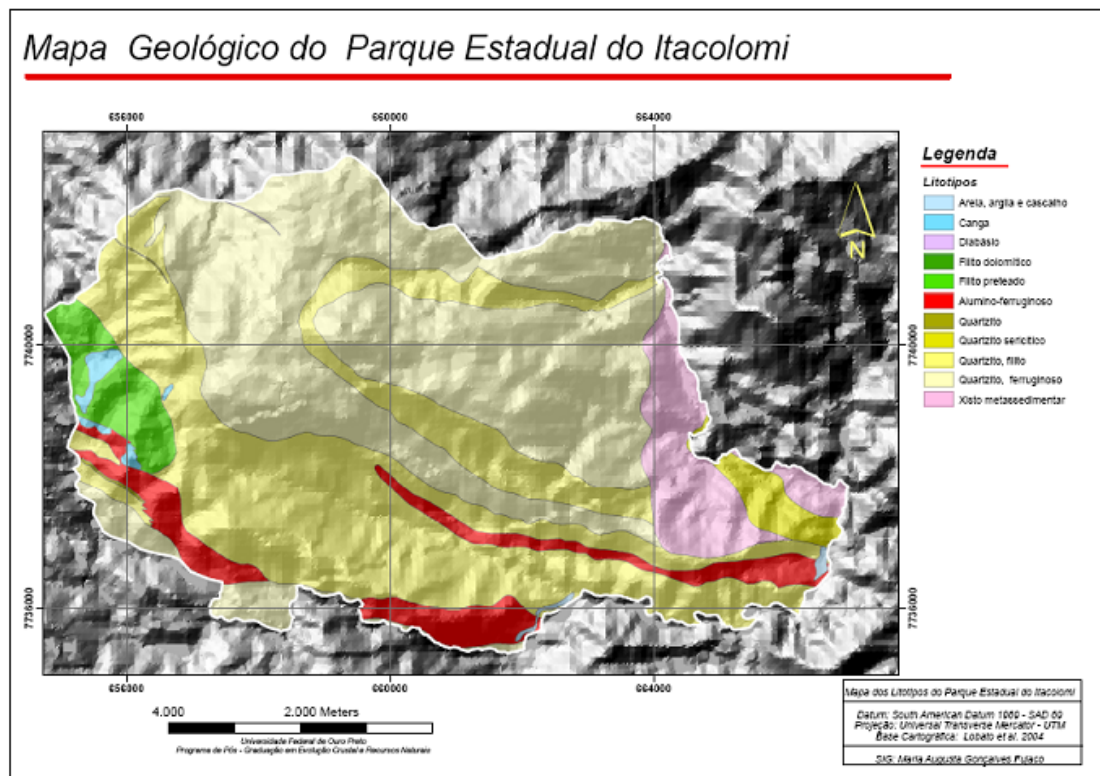 Mapa Geológico do Parque Estadual do Itacolomi
656000 660000 664000
7740000 7740000
7736000 7736000
656000 660000 664000
Legenda
Litotipos
Areia, argila e cascalho
Canga
Diabásio
Filito dolomítico
Filito prateado
Alumino-ferruginoso
Quartzito
Quartzito sericítico
Quartzito, filito
Quartzito, ferruginoso
Xisto metassedimentar
N
4.000 2.000 Meters
Universidade Federal de Ouro Preto
Programa de Pós - Graduação em Evolução Crustal e Recursos Naturais
Mapa dos Litotipos do Parque Estadual do Itacolomi
Datum: South American Datum 1969 - SAD 69
Projeção: Universal Transverse Mercator - UTM
Base Cartográfica: Lobato et al. 2004
SIG: Maria Augusta Gonçalves Fujaco